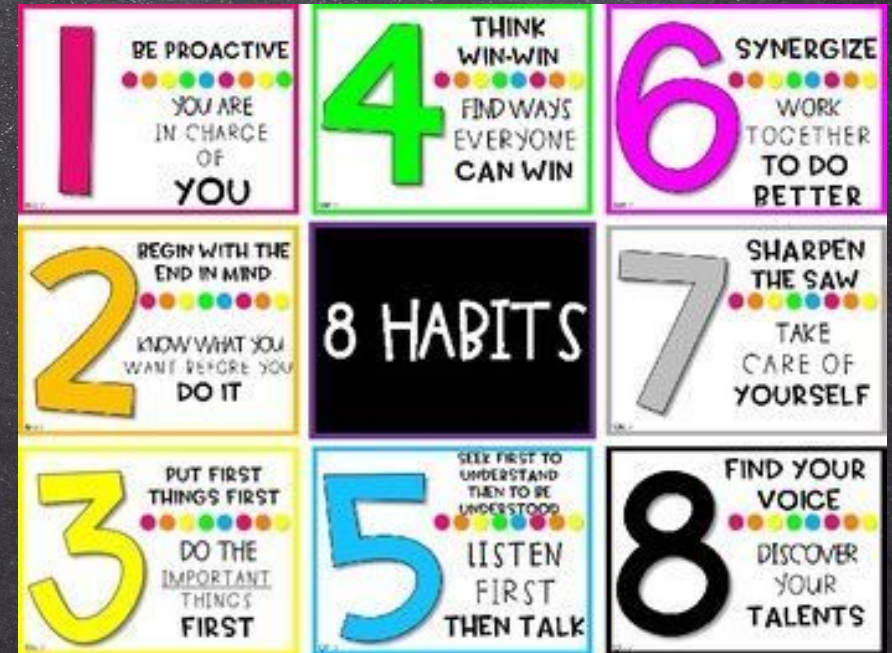 1
BE PROACTIVE
YOU ARE
IN CHARGE
OF
YOU
4
THINK
WIN-WIN
FIND WAYS
EVERYONE
CAN WIN
6
SYNERGIZE
WORK
TOGETHER
TO DO
BETTER
2
BEGIN WITH THE
END IN MIND
KNOW WHAT YOU
WANT BEFORE YOU
DO IT
8 HABITS
7
SHARPEN
THE SAW
TAKE
CARE OF
YOURSELF
3
PUT FIRST
THINGS FIRST
DO THE
IMPORTANT
THINGS
FIRST
5
SEEK FIRST TO
UNDERSTAND
THEN TO BE
UNDERSTOOD
LISTEN
FIRST
THEN TALK
8
FIND YOUR
VOICE
DISCOVER
YOUR
TALENTS